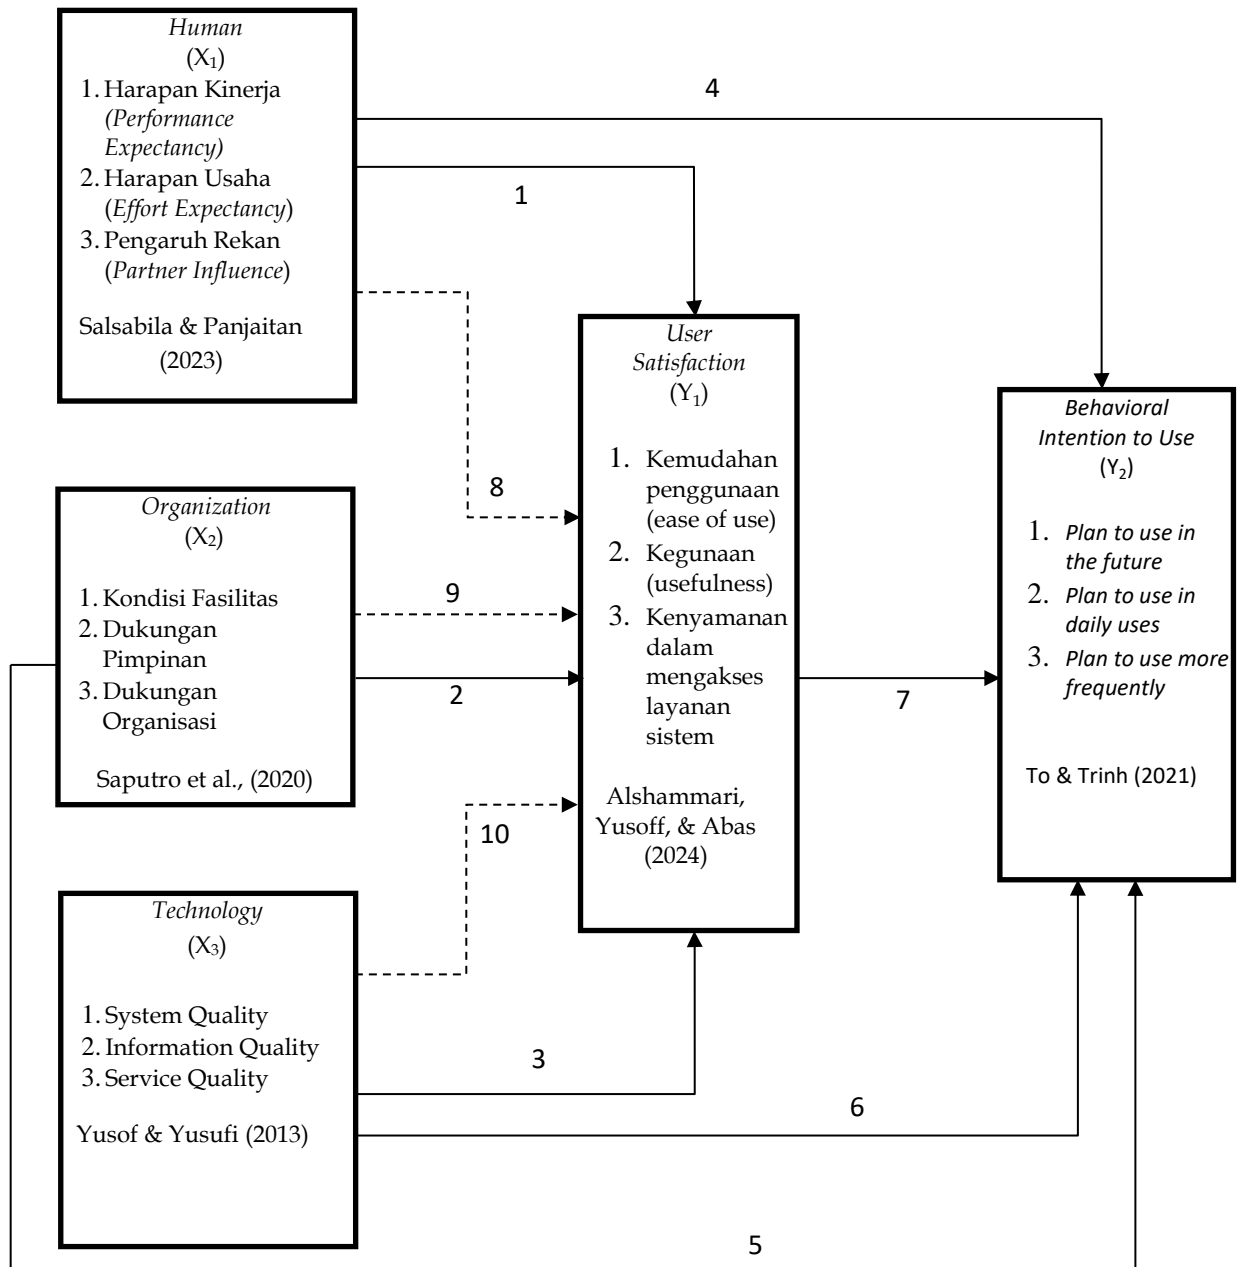 Human
(X₁)
1. Harapan Kinerja
(Performance
Expectancy)
2. Harapan Usaha
(Effort Expectancy)
3. Pengaruh Rekan
(Partner Influence)
Salsabila & Panjaitan
(2023)
4
1
8
Organization
(X₂)
1. Kondisi Fasilitas
2. Dukungan
Pimpinan
3. Dukungan
Organisasi
Saputro et al., (2020)
9
2
10
Technology
(X₃)
1. System Quality
2. Information Quality
3. Service Quality
Yusof & Yusufi (2013)
3
6
5
User
Satisfaction
(Y₁)
1. Kemudahan
penggunaan
(ease of use)
2. Kegunaan
(usefulness)
3. Kenyamanan
dalam
mengakses
layanan
sistem
Alshammari,
Yusoff, & Abas
(2024)
7
Behavioral
Intention to Use
(Y₂)
1. Plan to use in
the future
2. Plan to use in
daily uses
3. Plan to use more
frequently
To & Trinh (2021)